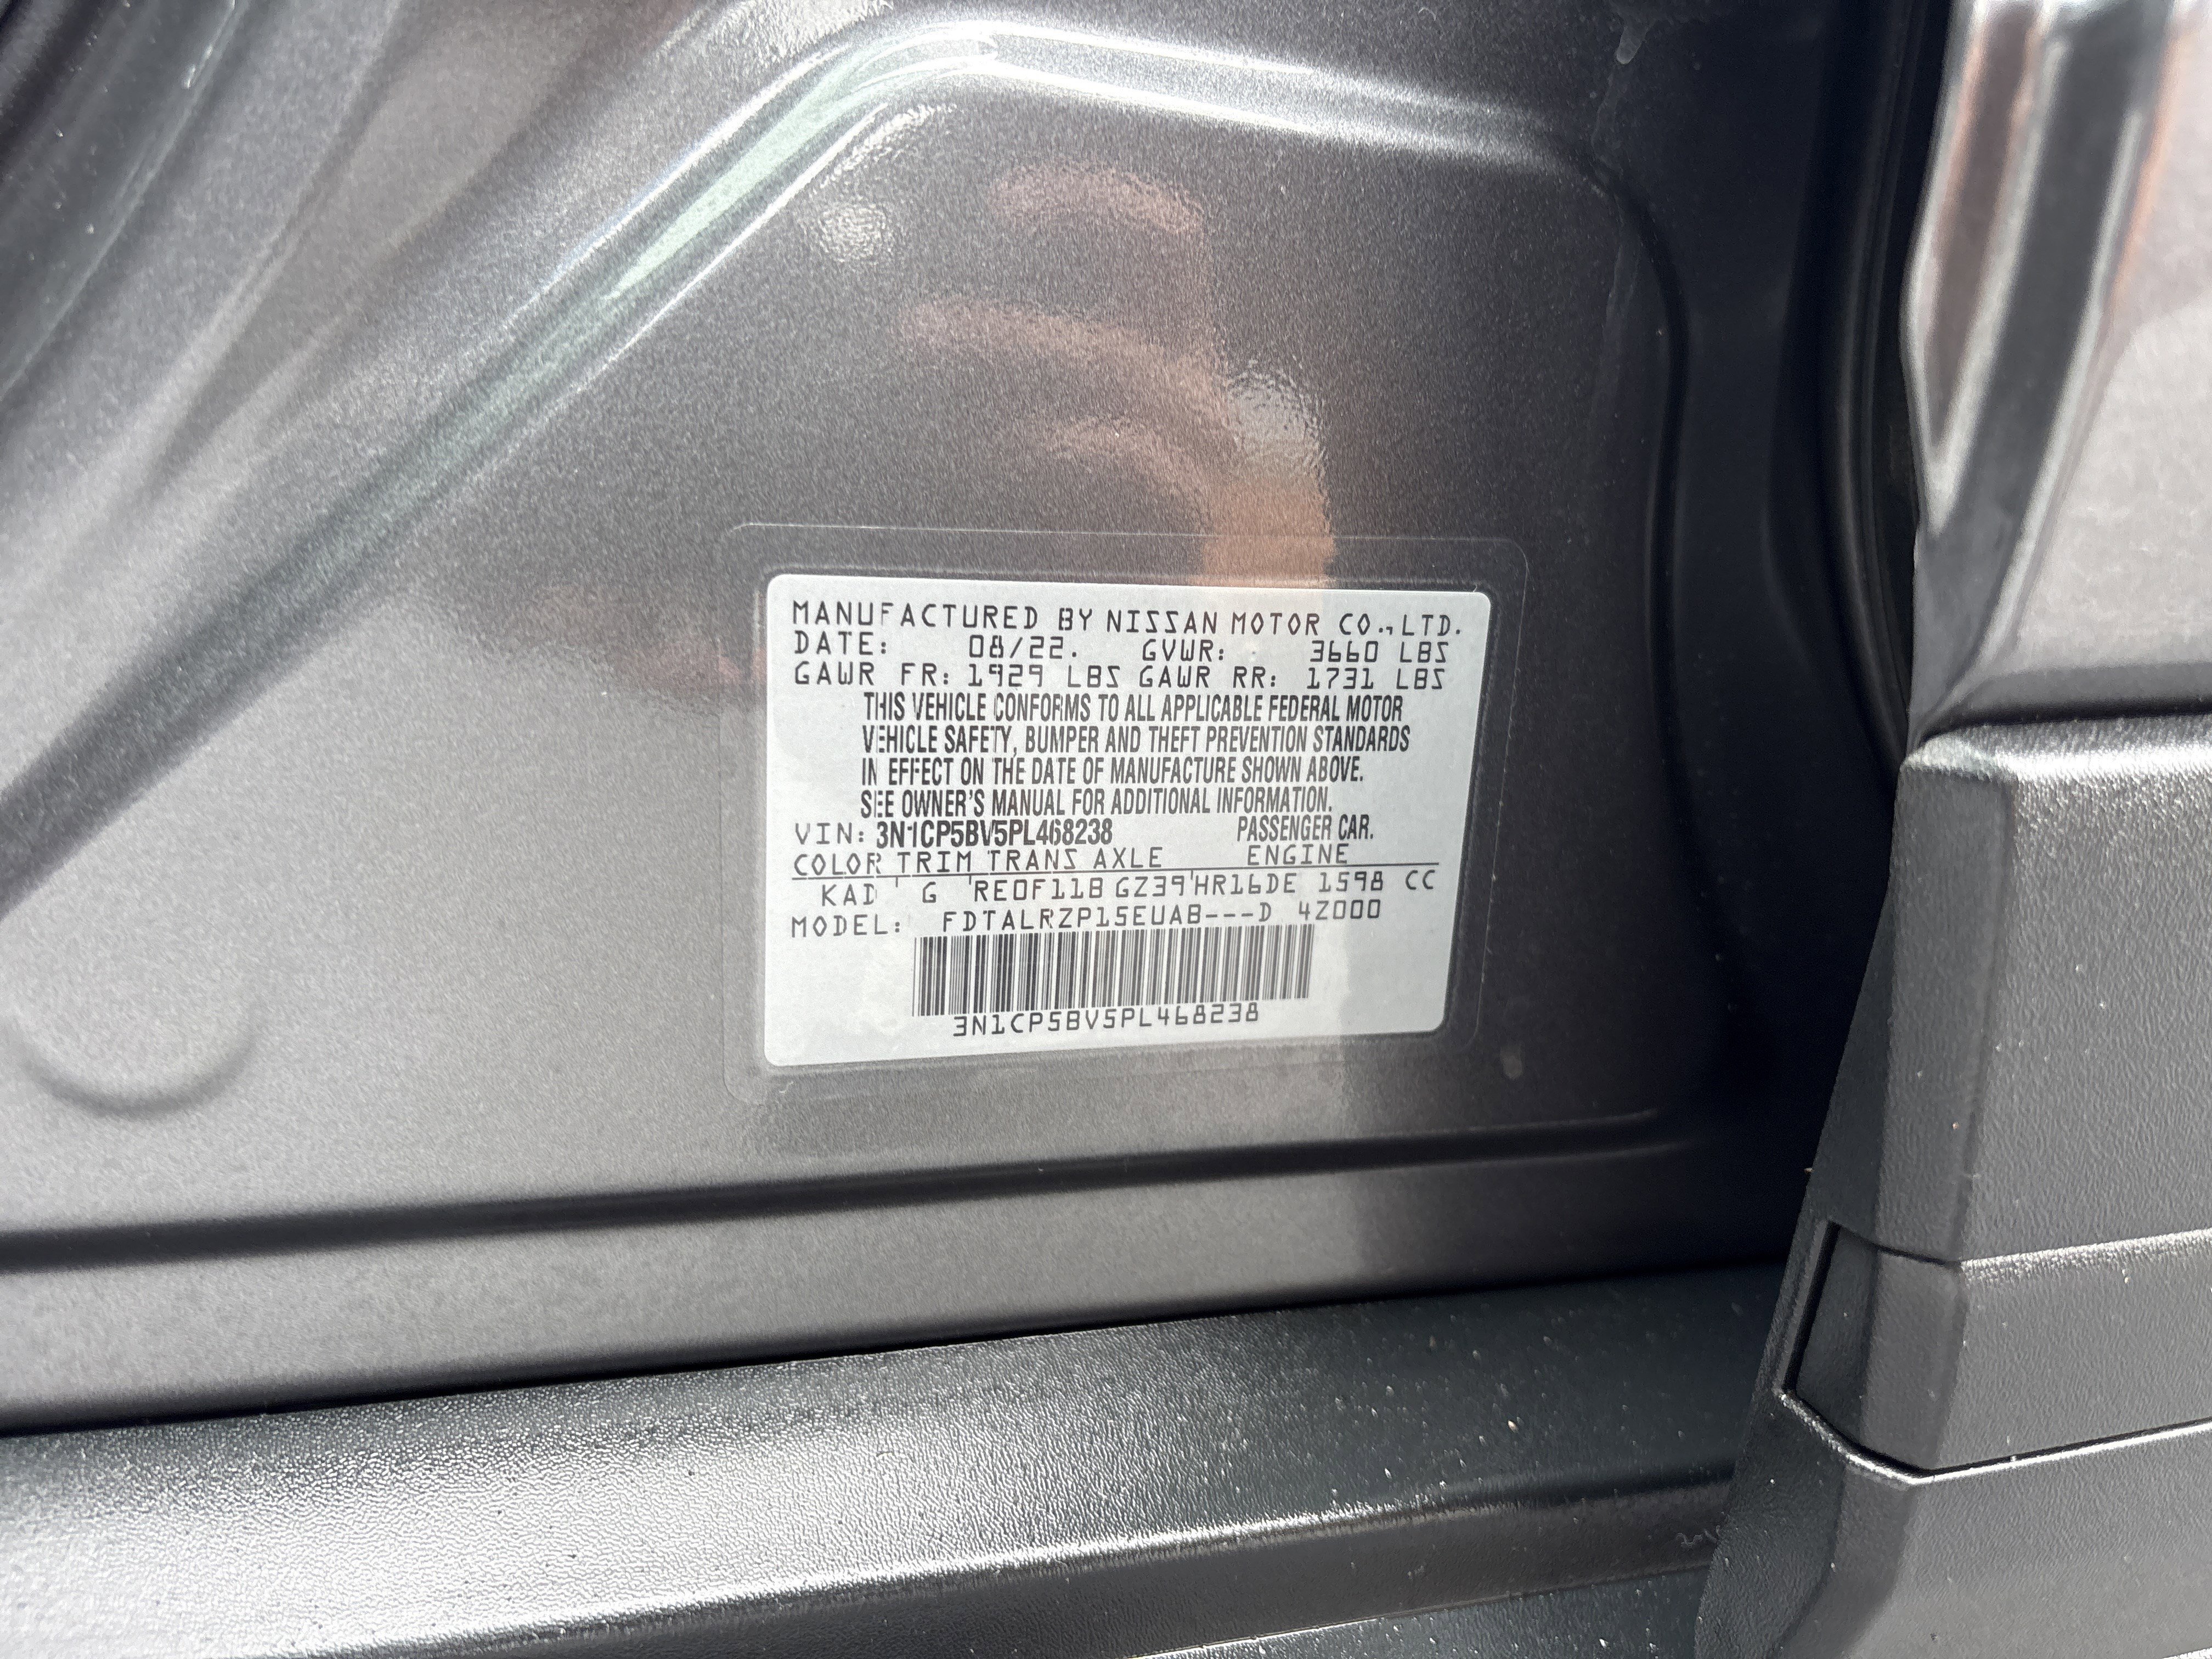 MANUFACTURED BY NISSAN MOTOR CO.,LTD.
DATE: 08/22. GVWR: 3660 LBS
GAWR FR: 1929 LBS GAWR RR: 1731 LBS
THIS VEHICLE CONFORMS TO ALL APPLICABLE FEDERAL MOTOR
VEHICLE SAFETY, BUMPER AND THEFT PREVENTION STANDARDS
IN EFFECT ON THE DATE OF MANUFACTURE SHOWN ABOVE.
SEE OWNER'S MANUAL FOR ADDITIONAL INFORMATION.
VIN: 3N1CP5BV5PL468238 PASSENGER CAR.
COLOR TRIM TRANS AXLE ENGINE
KAD G RE0F11B GZ39 HR16DE 1598 CC
MODEL: FDTALRZP15EUAB---D 4Z000
3N1CP5BV5PL468238